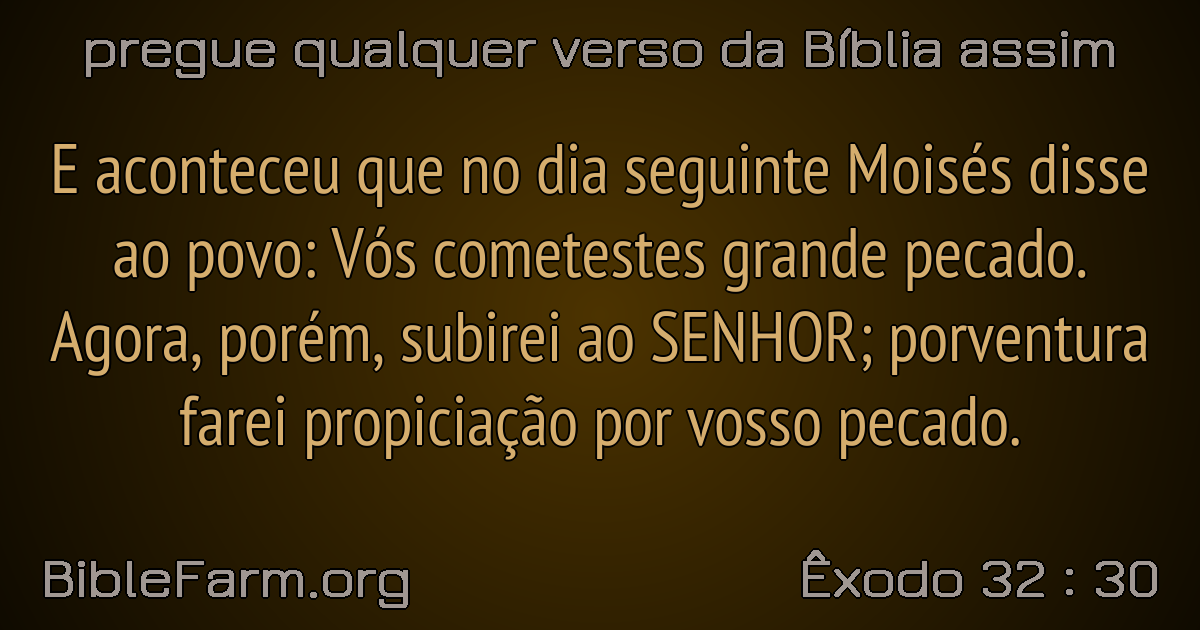 pregue qualquer verso da Bíblia assim
E aconteceu que no dia seguinte Moisés disse
ao povo: Vós cometestes grande pecado.
Agora, porém, subirei ao SENHOR; porventura
farei propiciação por vosso pecado.
BibleFarm.org
Êxodo 32 : 30